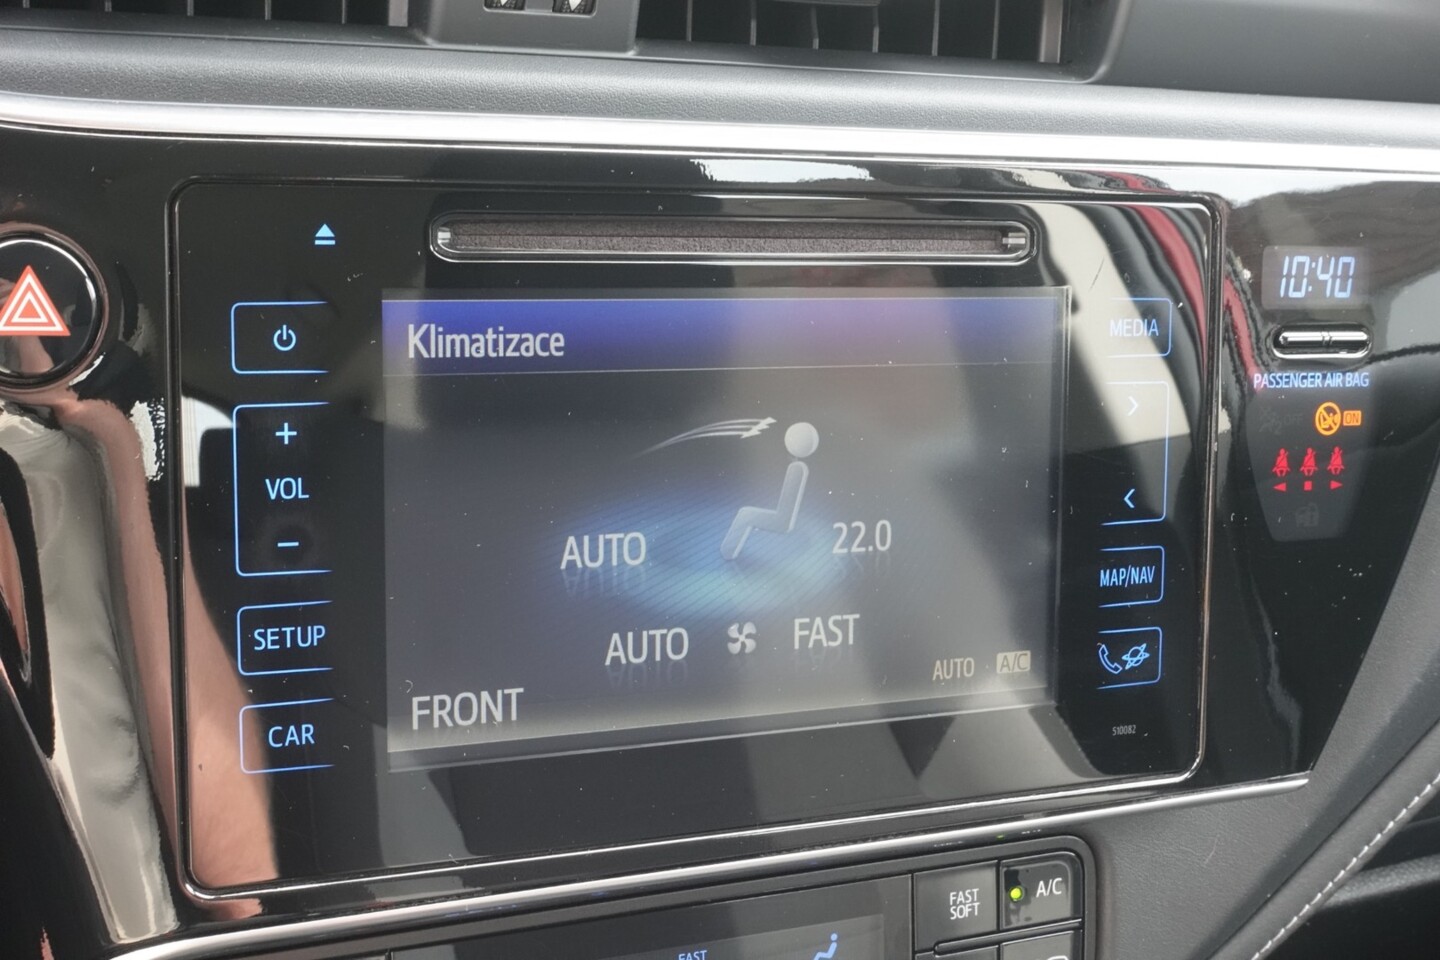 10:40
MEDIA
Klimatizace
PASSENGER AIR BAG
ON
+
VOL
-
AUTO
22.0
MAP/NAV
SETUP
AUTO
FAST
AUTO A/C
FRONT
CAR
510082
FAST
SOFT
A/C
FAST